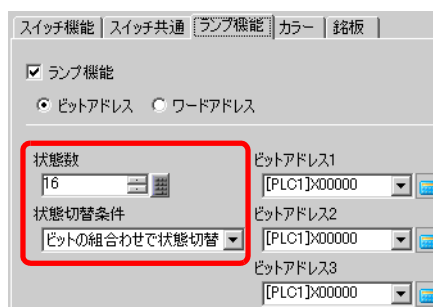 スイッチ機能 スイッチ共通 ランプ機能 カラー 銘板
ランプ機能
ビットアドレス ワードアドレス
状態数
16
状態切替条件
ビットの組合わせで状態切替
ビットアドレス1
[PLC1]X00000
ビットアドレス2
[PLC1]X00000
ビットアドレス3
[PLC1]X00000